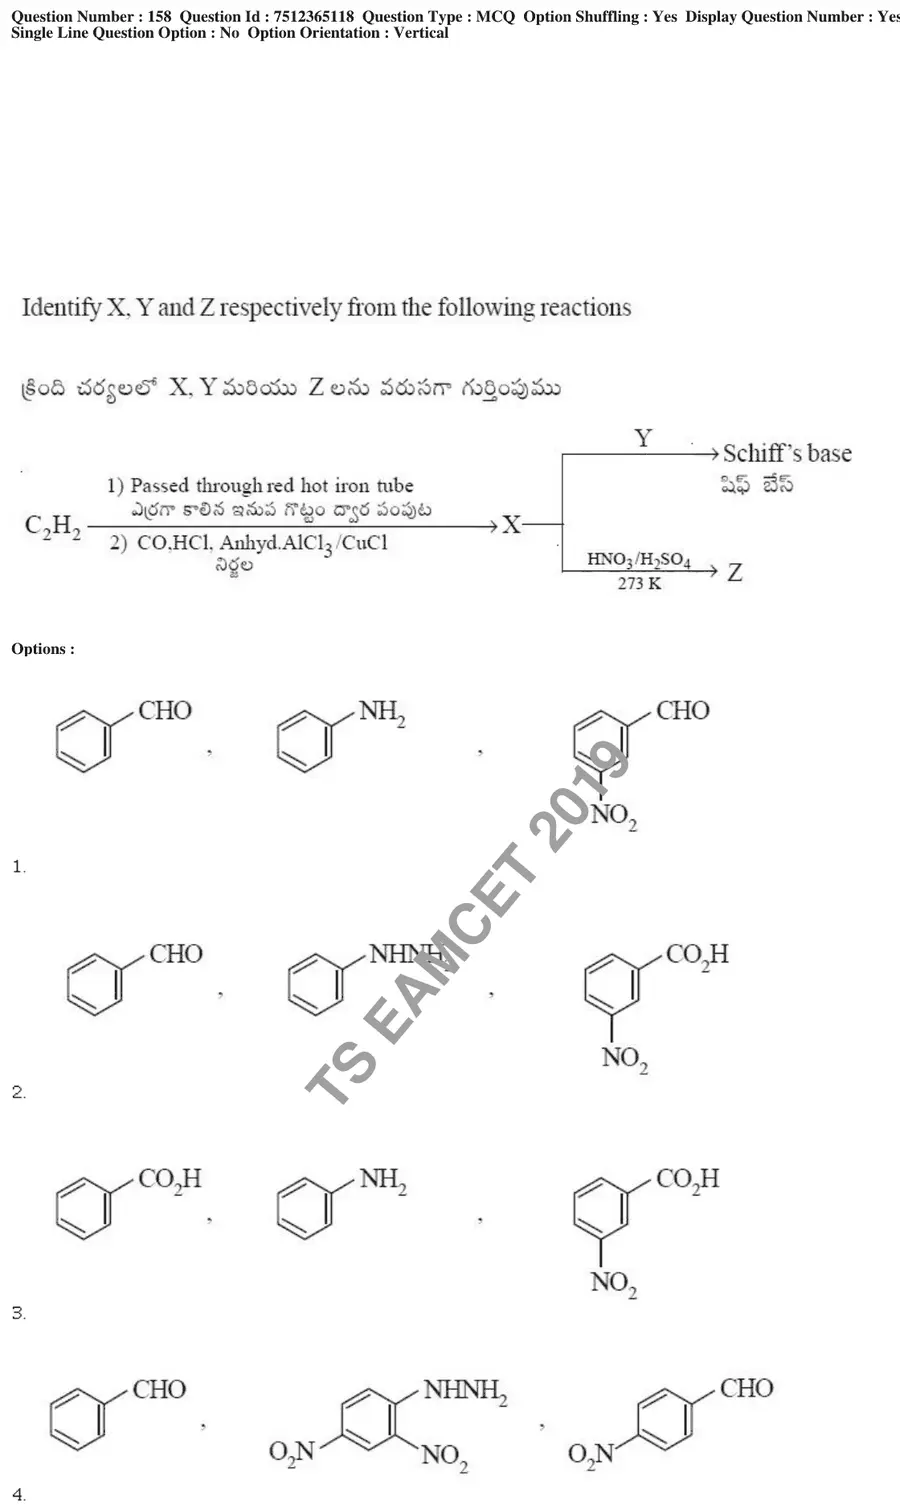 Question Number : 158 Question Id : 7512365118 Question Type : MCQ Option Shuffling : Yes Display Question Number : Yes
Single Line Question Option : No Option Orientation : Vertical
Identify X, Y and Z respectively from the following reactions
క్రింది చర్యలలో X, Y మరియు Z లను వరుసగా గుర్తింపుము
Y
Schiff's base
షిఫ్ బేస్
1) Passed through red hot iron tube
ఎర్రగా కాలిన ఇనుప గొట్టం ద్వార పంపుట
C₂H₂
X
2) CO,HCl, Anhyd.AlCl₃/CuCl
నిర్జల
HNO₃/H₂SO₄
273 K
Z
Options :
CHO , NH₂ , CHO
NO₂
1.
CHO , NHNH₂ , CO₂H
NO₂
2.
CO₂H , NH₂ , CO₂H
NO₂
3.
CHO , NHNH₂ , CHO
O₂N NO₂ O₂N
4.
TS EAMCET 2019